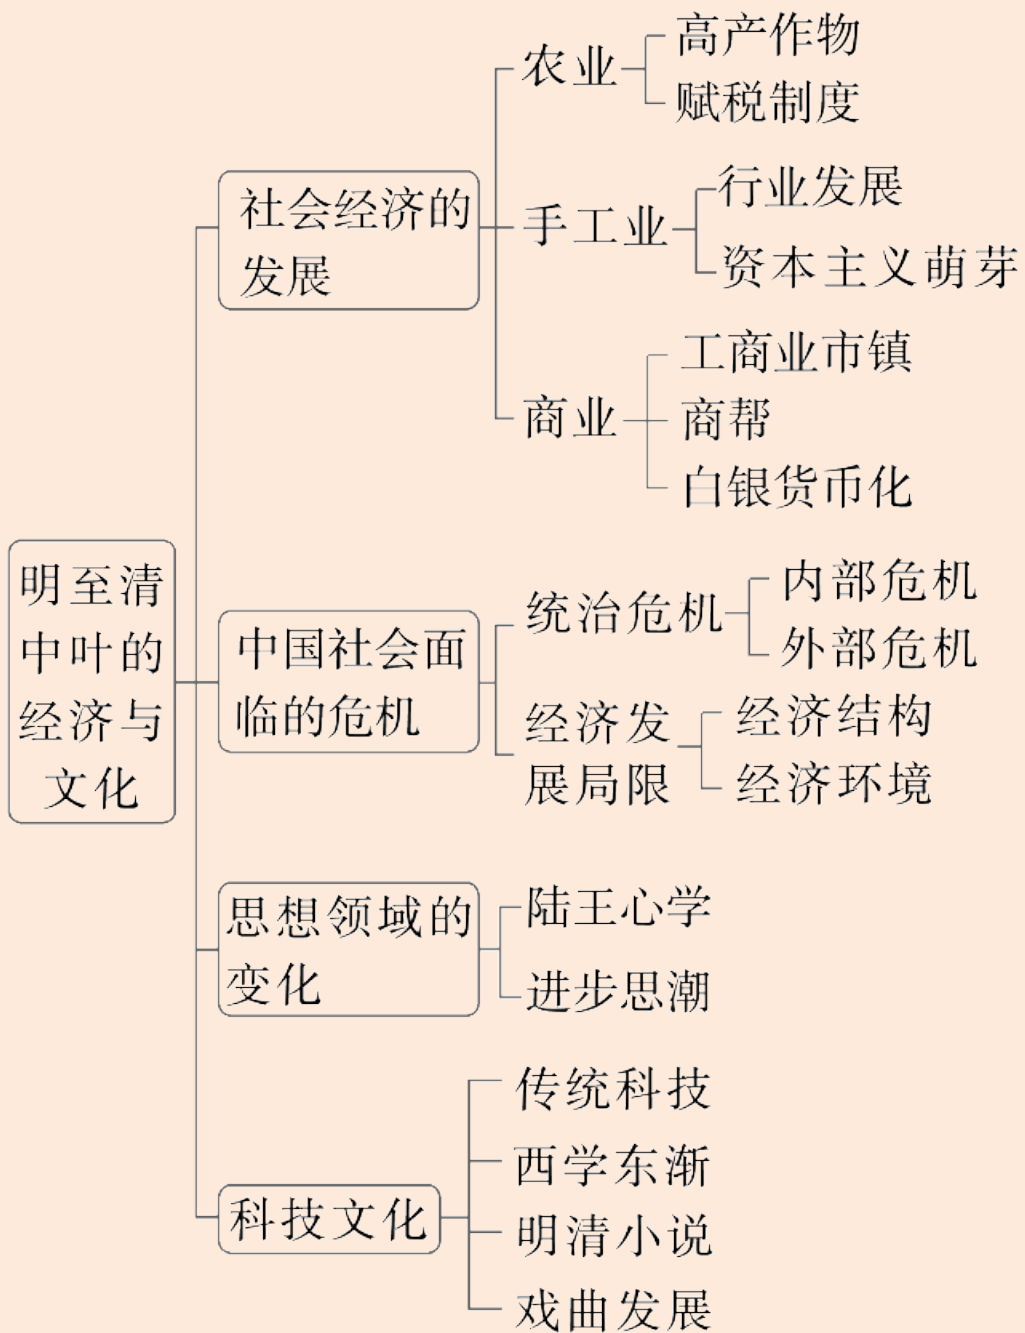 明至清
中叶的
经济与
文化
社会经济的
发展
农业
高产作物
赋税制度
手工业
行业发展
资本主义萌芽
商业
工商业市镇
商帮
白银货币化
中国社会面
临的危机
统治危机
内部危机
外部危机
经济发
展局限
经济结构
经济环境
思想领域的
变化
陆王心学
进步思潮
科技文化
传统科技
西学东渐
明清小说
戏曲发展